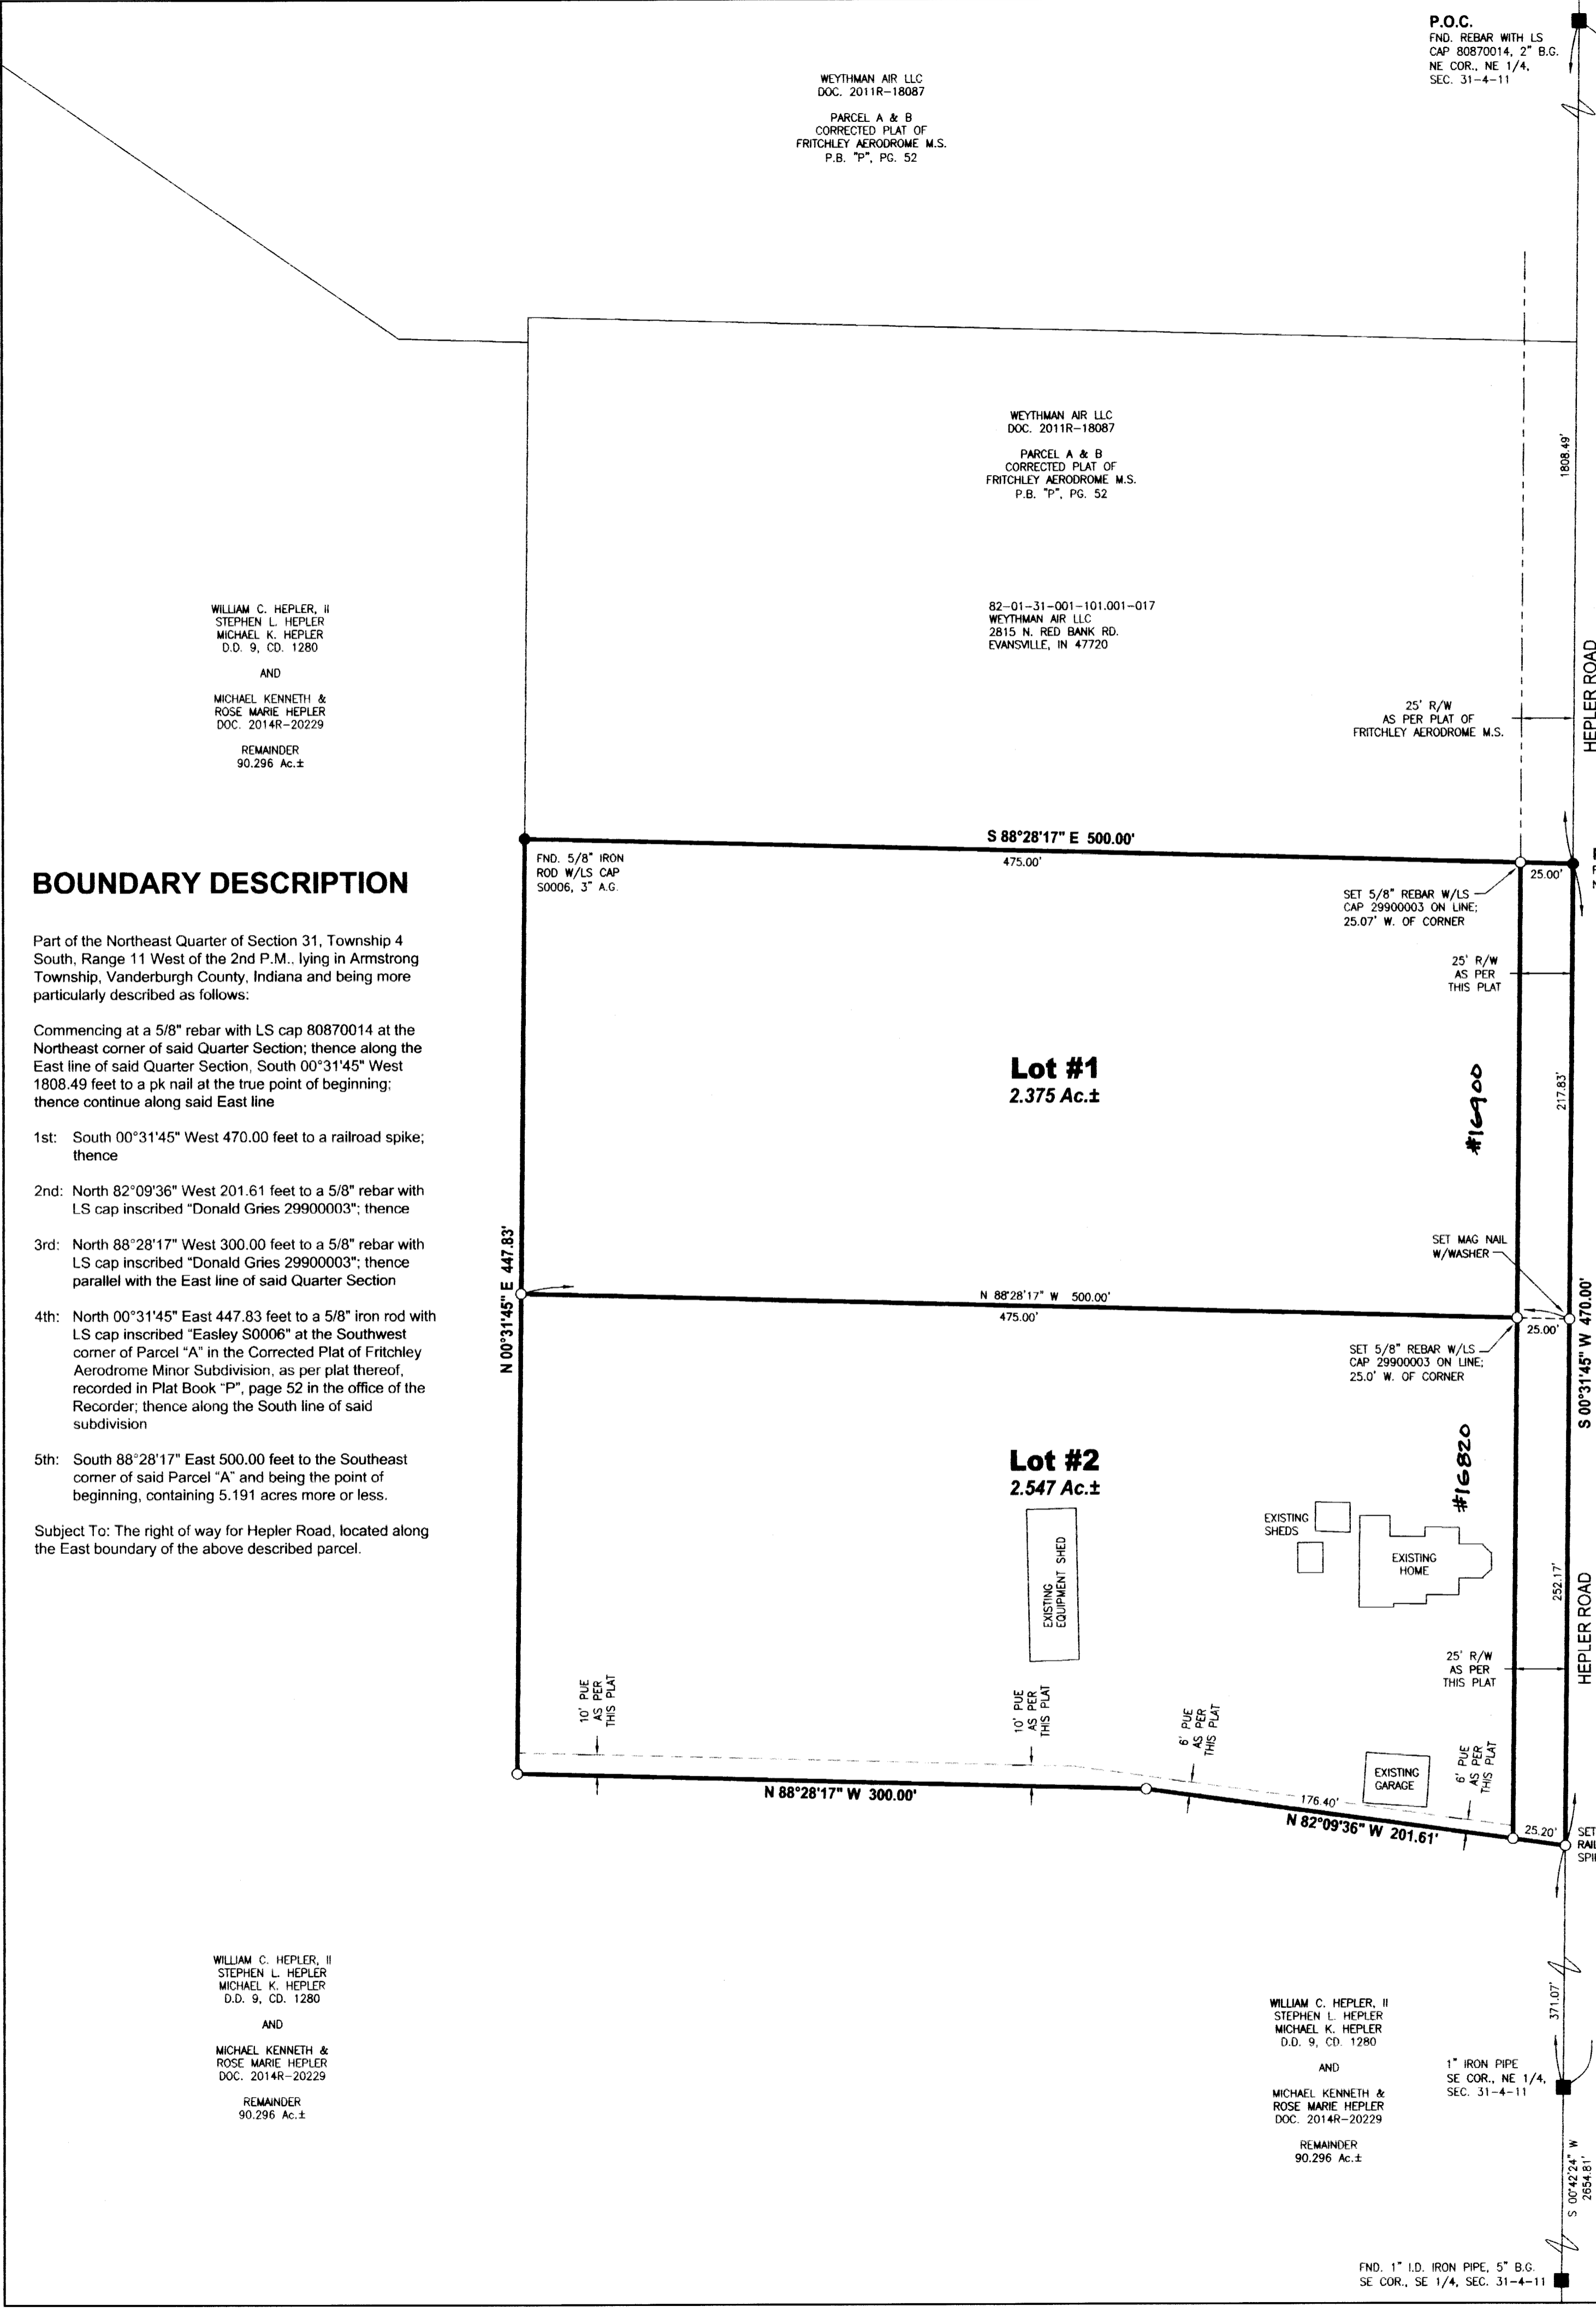 P.O.C.
FND. REBAR WITH LS
CAP 80870014, 2" B.G.
NE COR., NE 1/4,
SEC. 31-4-11
WEYTHMAN AIR LLC
DOC. 2011R-18087
PARCEL A & B
CORRECTED PLAT OF
FRITCHLEY AERODROME M.S.
P.B. "P", PG. 52
WEYTHMAN AIR LLC
DOC. 2011R-18087
PARCEL A & B
CORRECTED PLAT OF
FRITCHLEY AERODROME M.S.
P.B. "P", PG. 52
1808.49'
82-01-31-001-101.001-017
WEYTHMAN AIR LLC
2815 N. RED BANK RD.
EVANSVILLE, IN 47720
WILLIAM C. HEPLER, II
STEPHEN L. HEPLER
MICHAEL K. HEPLER
D.D. 9, CD. 1280
AND
MICHAEL KENNETH &
ROSE MARIE HEPLER
DOC. 2014R-20229
REMAINDER
90.296 Ac.±
25' R/W
AS PER PLAT OF
FRITCHLEY AERODROME M.S.
HEPLER ROAD
S 88°28'17" E 500.00'
475.00'
25.00'
FND. 5/8" IRON
ROD W/LS CAP
S0006, 3" A.G.
SET 5/8" REBAR W/LS
CAP 29900003 ON LINE;
25.07' W. OF CORNER
25' R/W
AS PER
THIS PLAT
BOUNDARY DESCRIPTION
Part of the Northeast Quarter of Section 31, Township 4
South, Range 11 West of the 2nd P.M.. lying in Armstrong
Township, Vanderburgh County, Indiana and being more
particularly described as follows:
Commencing at a 5/8" rebar with LS cap 80870014 at the
Northeast corner of said Quarter Section; thence along the
East line of said Quarter Section, South 00°31'45" West
1808.49 feet to a pk nail at the true point of beginning;
thence continue along said East line
1st: South 00°31'45" West 470.00 feet to a railroad spike;
thence
2nd: North 82°09'36" West 201.61 feet to a 5/8" rebar with
LS cap inscribed "Donald Gries 29900003"; thence
3rd: North 88°28'17" West 300.00 feet to a 5/8" rebar with
LS cap inscribed "Donald Gries 29900003"; thence
parallel with the East line of said Quarter Section
4th: North 00°31'45" East 447.83 feet to a 5/8" iron rod with
LS cap inscribed "Easley S0006" at the Southwest
corner of Parcel "A" in the Corrected Plat of Fritchley
Aerodrome Minor Subdivision, as per plat thereof,
recorded in Plat Book "P", page 52 in the office of the
Recorder; thence along the South line of said
subdivision
5th: South 88°28'17" East 500.00 feet to the Southeast
corner of said Parcel "A" and being the point of
beginning, containing 5.191 acres more or less.
Subject To: The right of way for Hepler Road, located along
the East boundary of the above described parcel.
Lot #1
2.375 Ac.±
#16900
217.83'
N 00°31'45" E 447.83'
SET MAG NAIL
W/WASHER
N 88°28'17" W 500.00'
475.00'
25.00'
S 00°31'45" W 470.00'
SET 5/8" REBAR W/LS
CAP 29900003 ON LINE;
25.0' W. OF CORNER
Lot #2
2.547 Ac.±
#16820
EXISTING
SHEDS
EXISTING
HOME
EXISTING
EQUIPMENT SHED
252.17'
HEPLER ROAD
25' R/W
AS PER
THIS PLAT
10' PUE
AS PER
THIS PLAT
10' PUE
AS PER
THIS PLAT
6' PUE
AS PER
THIS PLAT
6' PUE
AS PER
THIS PLAT
EXISTING
GARAGE
N 88°28'17" W 300.00'
176.40'
N 82°09'36" W 201.61'
25.20'
SET
WILLIAM C. HEPLER, II
STEPHEN L. HEPLER
MICHAEL K. HEPLER
D.D. 9, CD. 1280
AND
MICHAEL KENNETH &
ROSE MARIE HEPLER
DOC. 2014R-20229
REMAINDER
90.296 Ac.±
WILLIAM C. HEPLER, II
STEPHEN L. HEPLER
MICHAEL K. HEPLER
D.D. 9, CD. 1280
AND
MICHAEL KENNETH &
ROSE MARIE HEPLER
DOC. 2014R-20229
REMAINDER
90.296 Ac.±
371.07'
1" IRON PIPE
SE COR., NE 1/4,
SEC. 31-4-11
S 00°42'24" W
2654.81'
FND. 1" I.D. IRON PIPE, 5" B.G.
SE COR., SE 1/4, SEC. 31-4-11